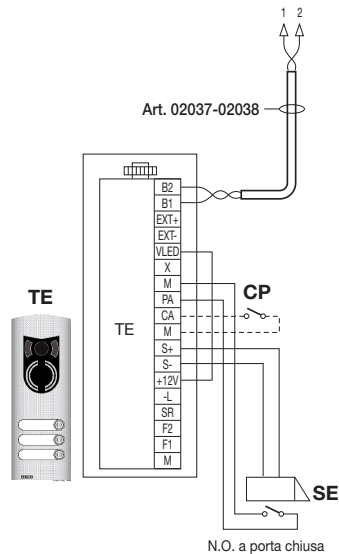 1 2
Art. 02037-02038
B2
B1
EXT+
EXT-
VLED
X
M
PA
CA
M
S+
S-
+12V
-L
SR
F2
F1
M
TE
TE
CP
SE
N.O. a porta chiusa